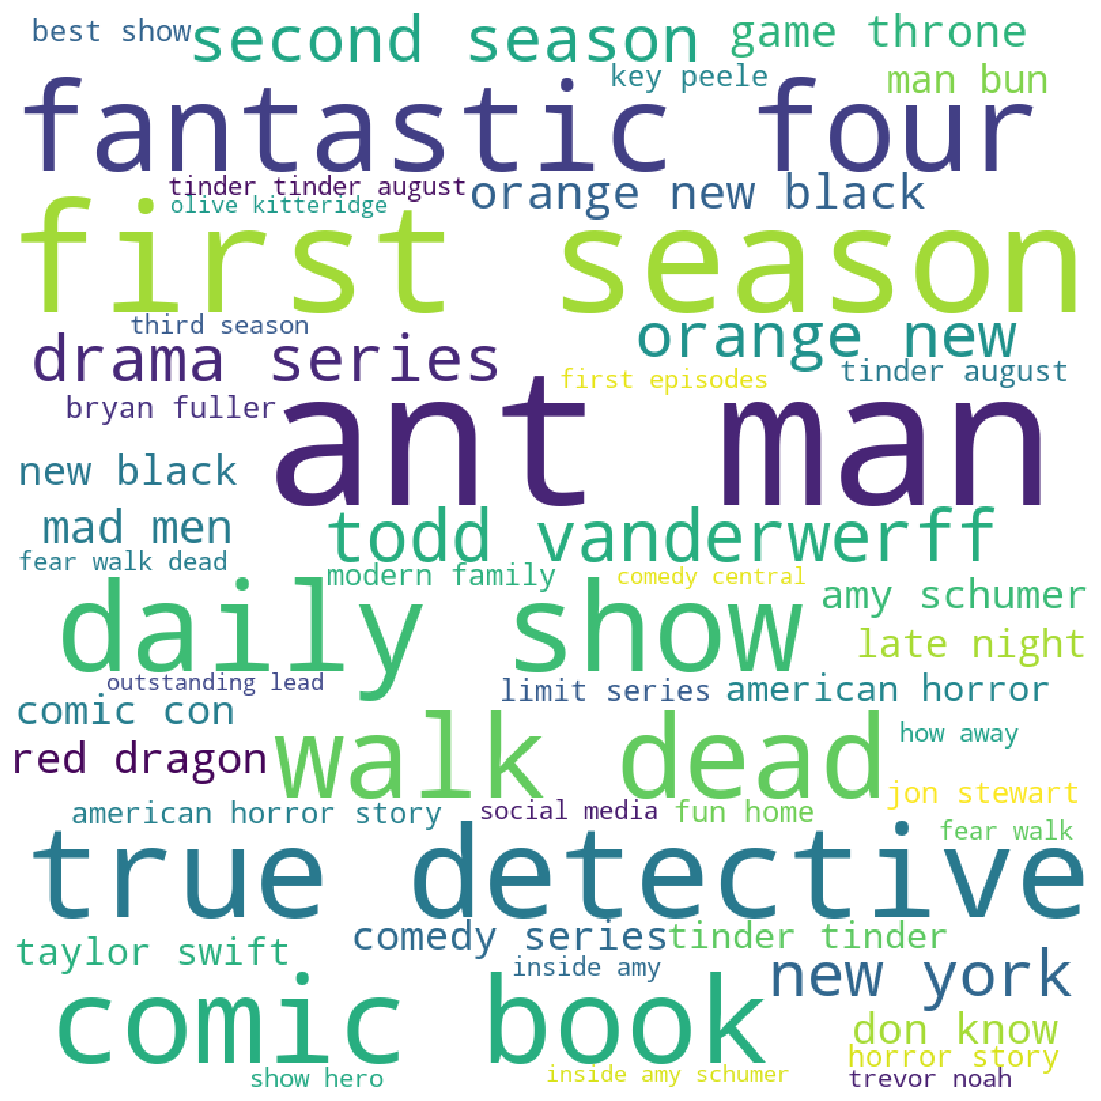 best show
second season
game throne
key peele
man bun
fantastic four
tinder tinder august
orange new black
olive kitteridge
first season
third season
orange new
drama series
first episodes
tinder august
bryan fuller
ant man
new black
mad men
todd vanderwerff
fear walk dead
modern family
comedy central
daily show
amy schumer
late night
outstanding lead
limit series
american horror
comic con
red dragon
walk dead
how away
jon stewart
american horror story
social media
fun home
fear walk
true detective
taylor swift
comedy series
tinder tinder
inside amy
new york
comic book
don know
horror story
show hero
inside amy schumer
trevor noah